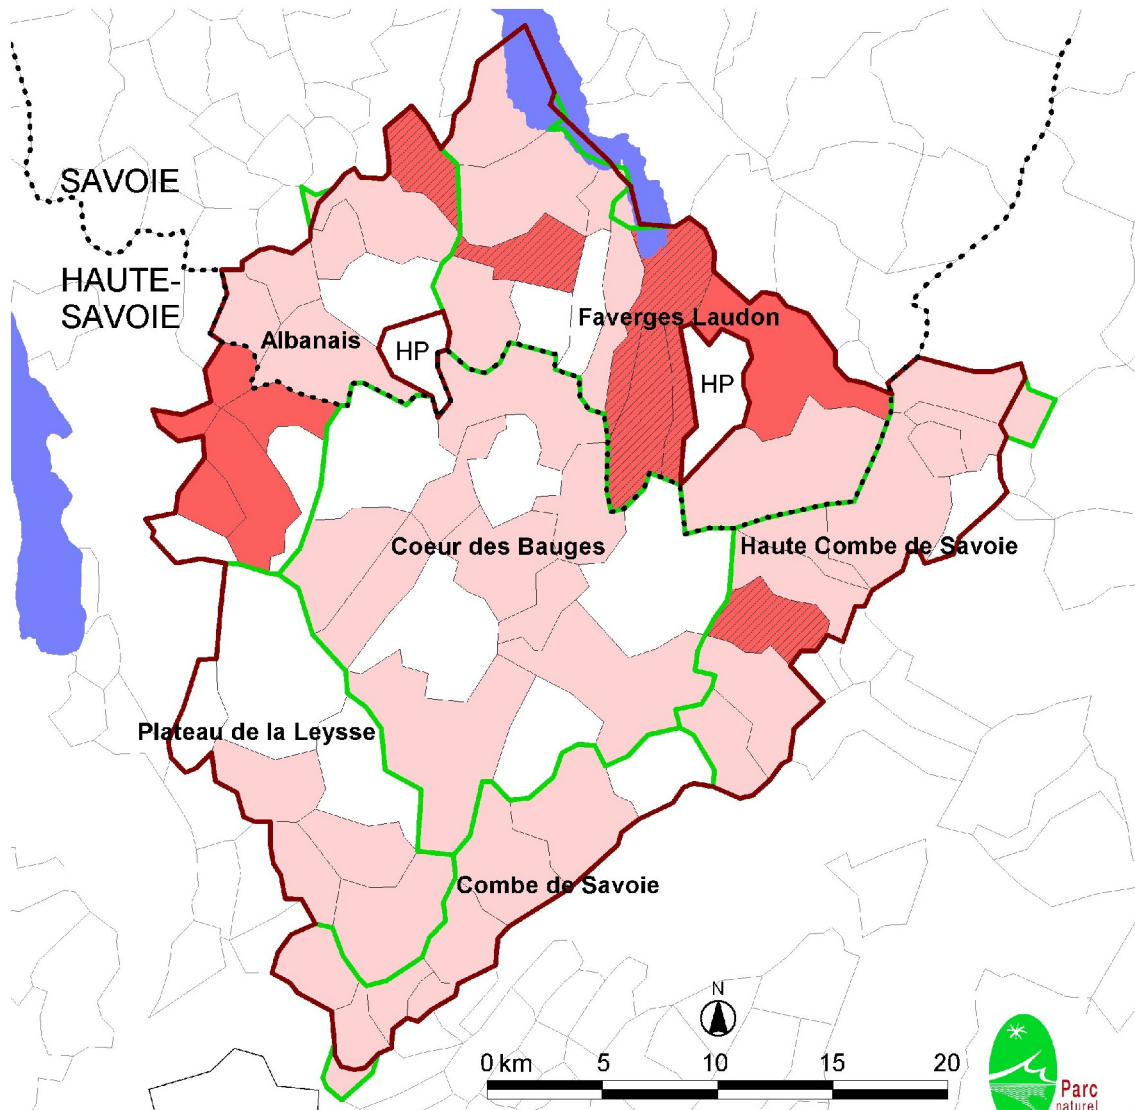 SAVOIE
HAUTE-
SAVOIE
Albanais
HP
Faverges Laudon
HP
Coeur des Bauges
Haute Combe de Savoie
Plateau de la Leysse
Combe de Savoie
N
0 km 5 10 15 20
Parc
naturel